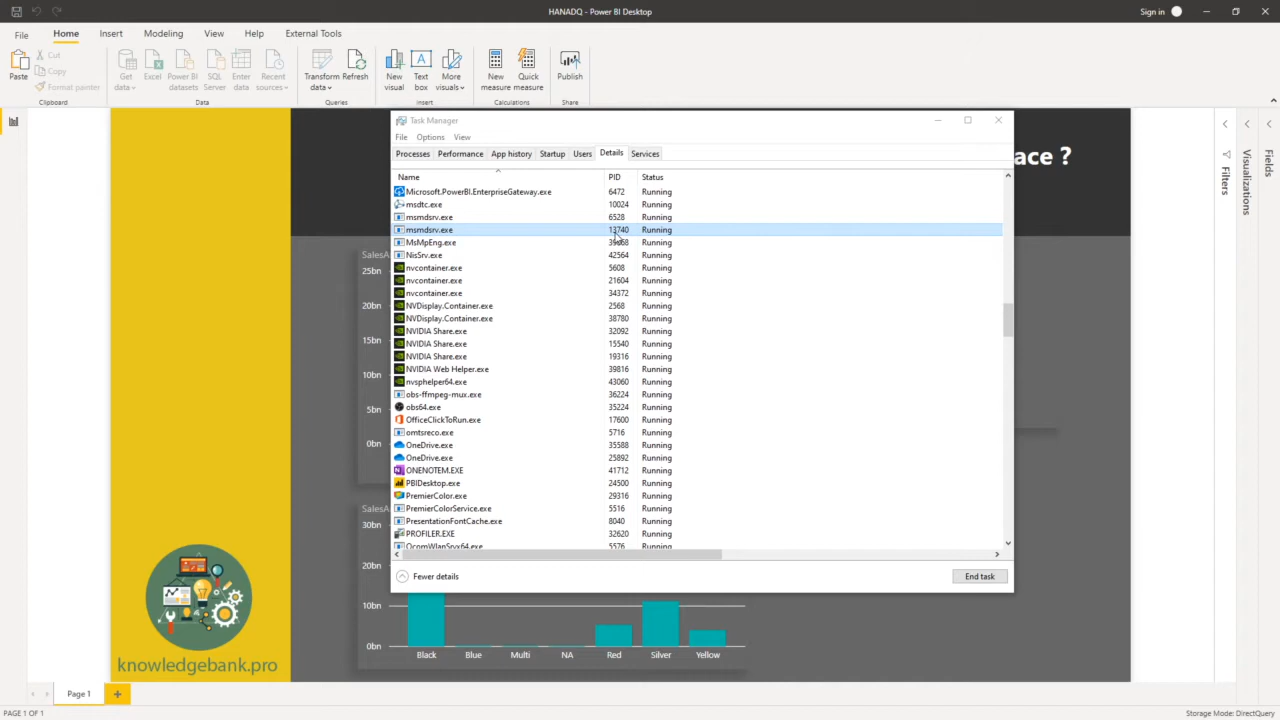 HANADQ - Power BI Desktop
Sign in
File Home Insert Modeling View Help External Tools
Paste
Cut
Copy
Format painter
Clipboard
Get data
Excel
Power BI datasets
SQL Server
Enter data
Recent sources
Data
Transform data
Refresh
Queries
New visual
Text box
More visuals
Insert
New measure
Quick measure
Calculations
Publish
Share
ace ?
Task Manager
File Options View
Processes Performance App history Startup Users Details Services
Name PID Status
Microsoft.PowerBI.EnterpriseGateway.exe 6472 Running
msdtc.exe 10024 Running
msmdsrv.exe 6528 Running
msmdsrv.exe 13740 Running
MsMpEng.exe Running
NisSrv.exe 42564 Running
nvcontainer.exe 5608 Running
nvcontainer.exe 21604 Running
nvcontainer.exe 34372 Running
NVDisplay.Container.exe 2568 Running
NVDisplay.Container.exe 38780 Running
NVIDIA Share.exe 32092 Running
NVIDIA Share.exe 15540 Running
NVIDIA Share.exe 19316 Running
NVIDIA Web Helper.exe 39816 Running
nvsphelper64.exe 43060 Running
obs-ffmpeg-mux.exe 36224 Running
obs64.exe 35224 Running
OfficeClickToRun.exe 17600 Running
omtsreco.exe 5716 Running
OneDrive.exe 35588 Running
OneDrive.exe 25892 Running
ONENOTEM.EXE 41712 Running
PBIDesktop.exe 24500 Running
PremierColor.exe 29316 Running
PremierColorService.exe 5516 Running
PresentationFontCache.exe 8040 Running
PROFILER.EXE 32620 Running
QcomWlanSrvx64.exe 5576 Running
Fewer details
End task
SalesA
25bn
20bn
15bn
10bn
5bn
0bn
SalesA
30bn
20bn
10bn
0bn
Black Blue Multi NA Red Silver Yellow
knowledgebank.pro
Filters
Visualizations
Fields
Page 1
PAGE 1 OF 1
Storage Mode: DirectQuery